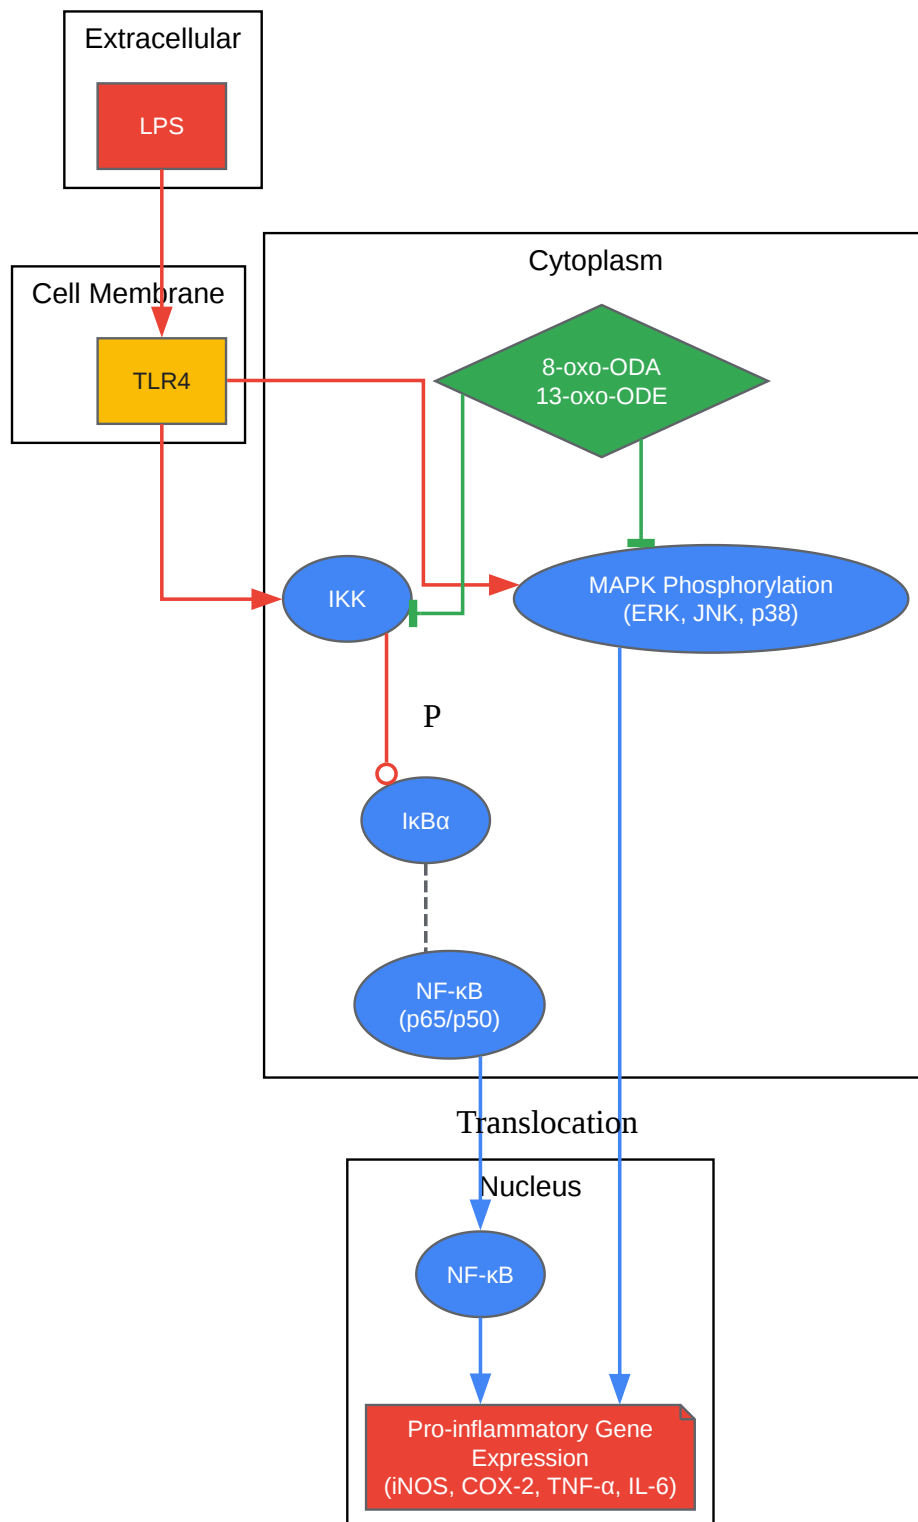 Extracellular
LPS
Cell Membrane
TLR4
Cytoplasm
8-oxo-ODA
13-oxo-ODE
IKK
MAPK Phosphorylation
(ERK, JNK, p38)
P
IκBα
NF-κB
(p65/p50)
Translocation
Nucleus
NF-κB
Pro-inflammatory Gene
Expression
(iNOS, COX-2, TNF-α, IL-6)